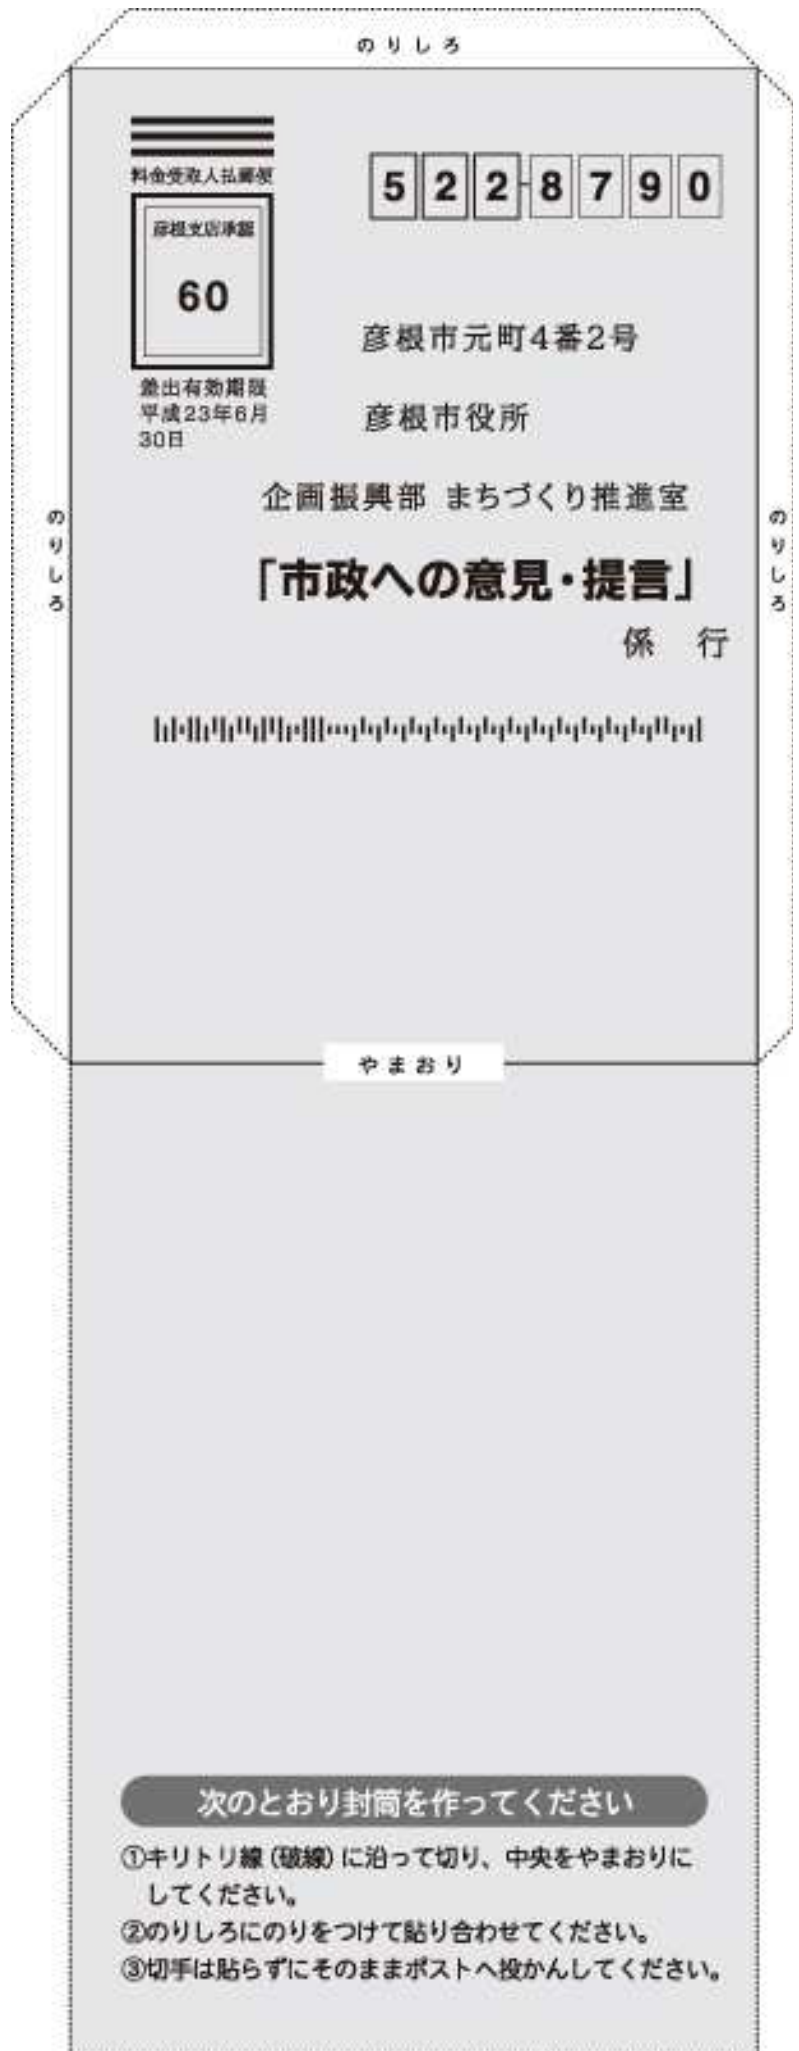 のりしろ
料金受取人払郵便
彦根支店承認
60
差出有効期限
平成23年6月
30日
522-8790
彦根市元町4番2号
彦根市役所
企画振興部 まちづくり推進室
「市政への意見・提言」
係 行
のりしろ
のりしろ
やまおり
次のとおり封筒を作ってください
①キリトリ線(破線)に沿って切り、中央をやまおりに
してください。
②のりしろにのりをつけて貼り合わせてください。
③切手は貼らずにそのままポストへ投かんしてください。